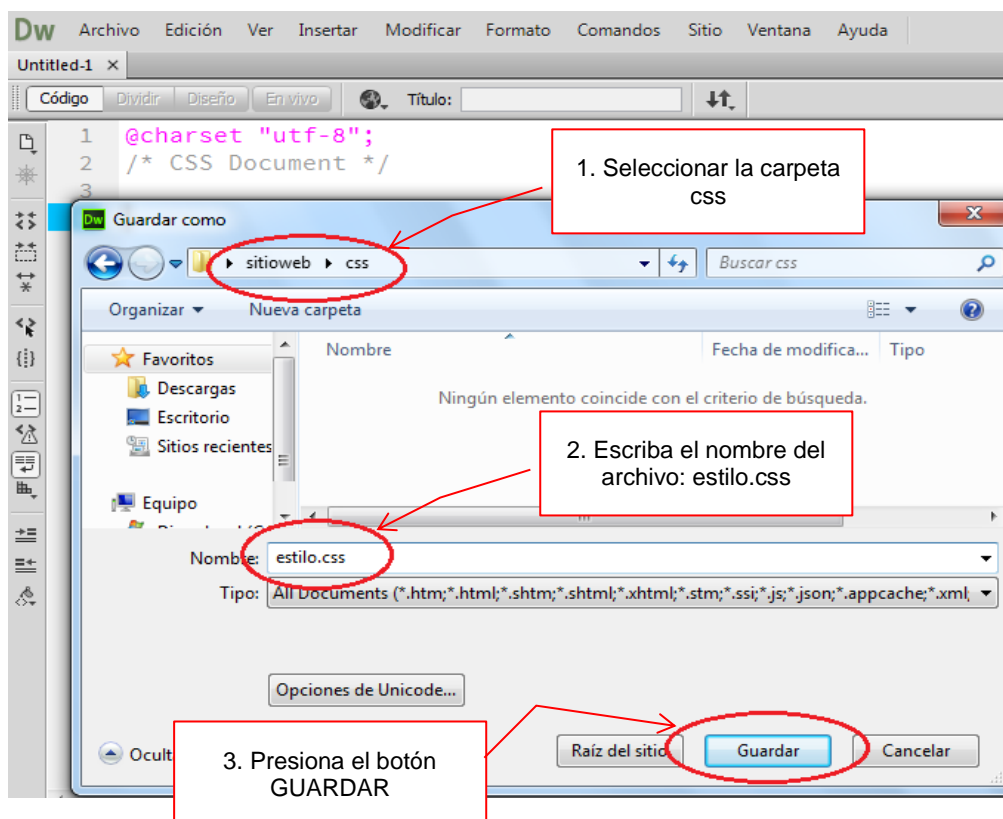 Dw Archivo Edición Ver Insertar Modificar Formato Comandos Sitio Ventana Ayuda
Untitled-1 ×
Código Dividir Diseño En vivo Título:
1 @charset "utf-8";
2 /* CSS Document */
3
1. Seleccionar la carpeta
css
Dw Guardar como
sitioweb css Buscar css
Organizar Nueva carpeta
Favoritos
Descargas
Escritorio
Sitios recientes
Equipo
Nombre Fecha de modifica... Tipo
Ningún elemento coincide con el criterio de búsqueda.
2. Escriba el nombre del
archivo: estilo.css
Nombre: estilo.css
Tipo: All Documents (*.htm;*.html;*.shtm;*.shtml;*.xhtml;*.stm;*.ssi;*.js;*.json;*.appcache;*.xml;
Opciones de Unicode...
Ocult
Raíz del sitio Guardar Cancelar
3. Presiona el botón
GUARDAR